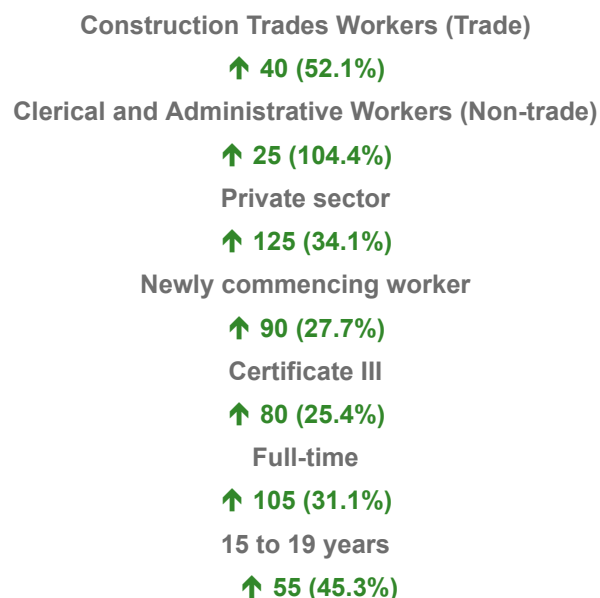 Construction Trades Workers (Trade)
↑ 40 (52.1%)
Clerical and Administrative Workers (Non-trade)
↑ 25 (104.4%)
Private sector
↑ 125 (34.1%)
Newly commencing worker
↑ 90 (27.7%)
Certificate III
↑ 80 (25.4%)
Full-time
↑ 105 (31.1%)
15 to 19 years
↑ 55 (45.3%)